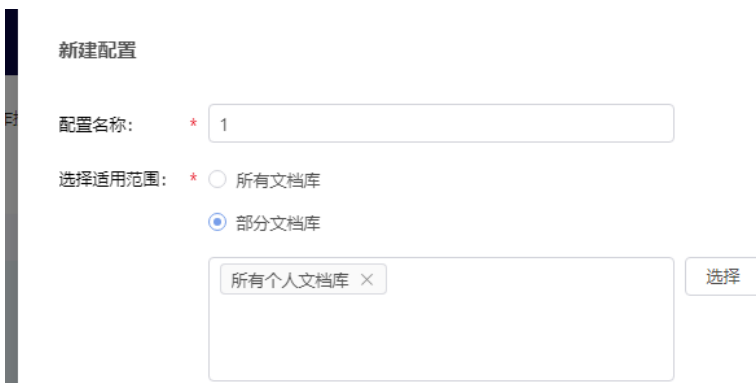 新建配置
配置名称: * 1
选择适用范围: * 所有文档库
部分文档库
所有个人文档库 × 选择